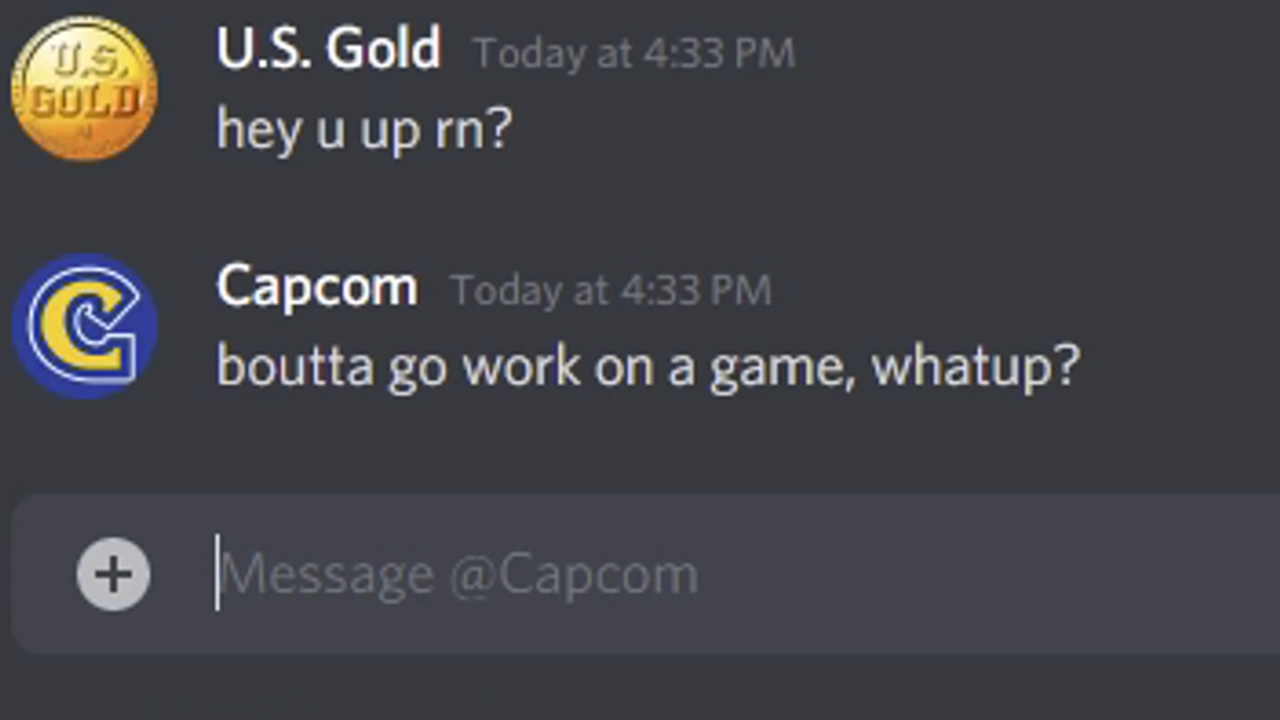 U.S.
GOLD
U.S. Gold Today at 4:33 PM
hey u up rn?
C
Capcom Today at 4:33 PM
boutta go work on a game, whatup?
Message @Capcom